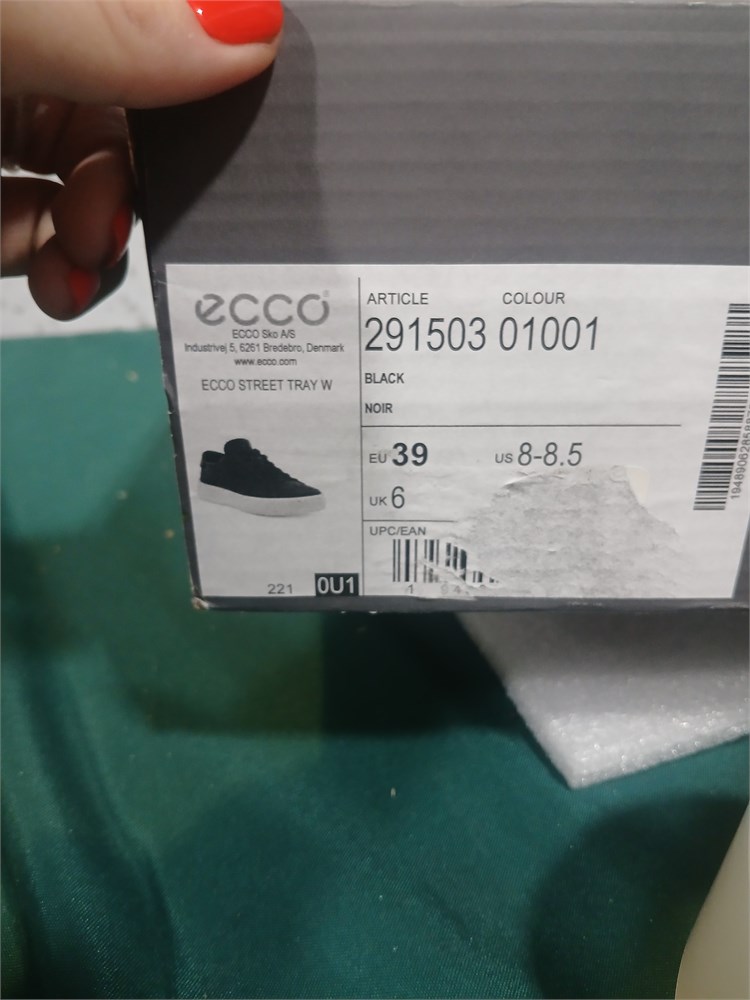 ecco
ECCO Sko A/S
Industrivej 5, 6261 Bredebro, Denmark
www.ecco.com
ECCO STREET TRAY W
221 0U1
ARTICLE COLOUR
291503 01001
BLACK
NOIR
EU 39 US 8-8.5
UK 6
UPC/EAN